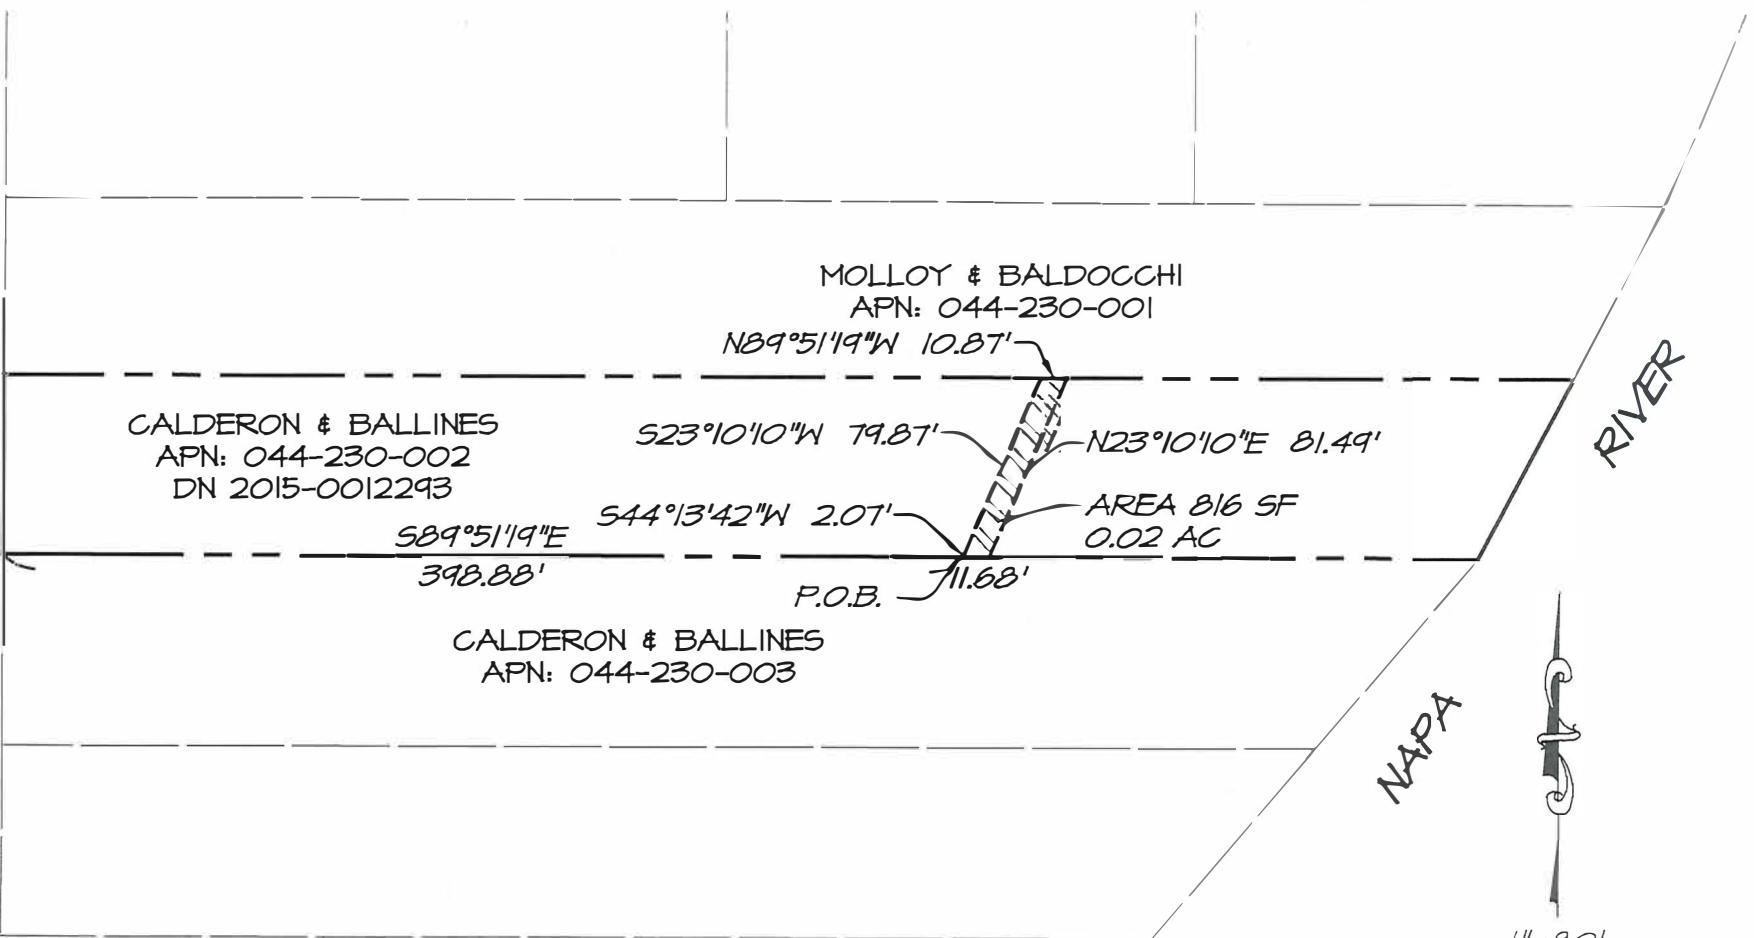 MOLLOY & BALDOCCHI
APN: 044-230-001
N89°51'19"W 10.87'
CALDERON & BALLINES
APN: 044-230-002
DN 2015-0012293
S23°10'10"W 79.87'
N23°10'10"E 81.49'
RIVER
S44°13'42"W 2.07'
AREA 816 SF
0.02 AC
S89°51'19"E
398.88'
P.O.B.
11.68'
CALDERON & BALLINES
APN: 044-230-003
NAPA